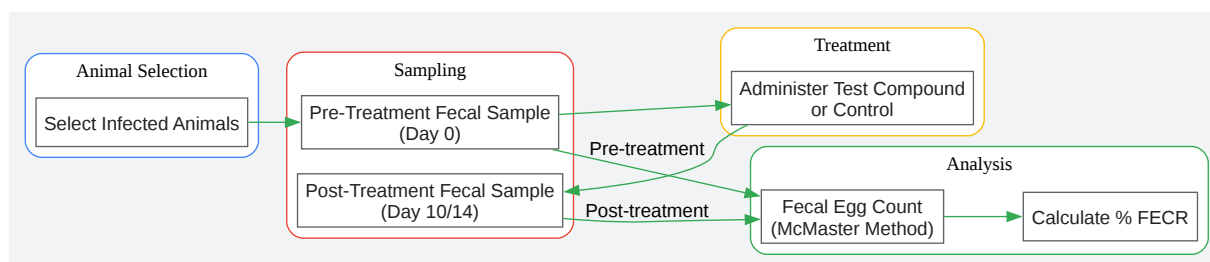 Animal Selection
Select Infected Animals
Sampling
Pre-Treatment Fecal Sample
(Day 0)
Post-Treatment Fecal Sample
(Day 10/14)
Treatment
Administer Test Compound
or Control
Pre-treatment
Post-treatment
Analysis
Fecal Egg Count
(McMaster Method)
Calculate % FECR